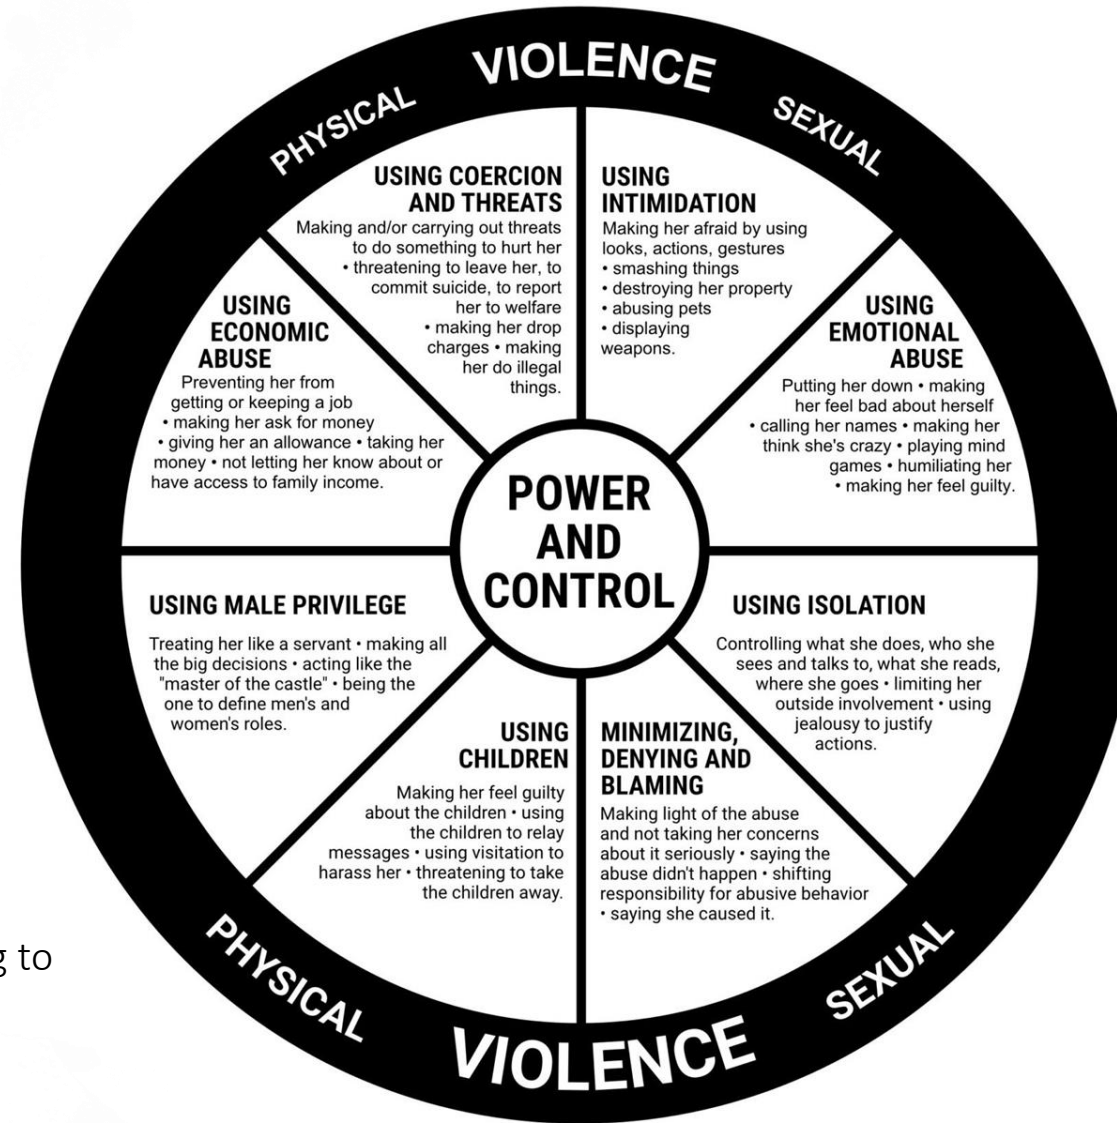 PHYSICAL VIOLENCE SEXUAL
USING COERCION
AND THREATS
Making and/or carrying out threats
to do something to hurt her
• threatening to leave her, to
commit suicide, to report
her to welfare
• making her drop
charges • making
her do illegal
things.
USING
INTIMIDATION
Making her afraid by using
looks, actions, gestures
• smashing things
• destroying her property
• abusing pets
• displaying
weapons.
USING
EMOTIONAL
ABUSE
Putting her down • making
her feel bad about herself
• calling her names • making her
think she's crazy • playing mind
games • humiliating her
• making her feel guilty.
USING ISOLATION
Controlling what she does, who she
sees and talks to, what she reads,
where she goes • limiting her
outside involvement • using
jealousy to justify
actions.
MINIMIZING,
DENYING AND
BLAMING
Making light of the abuse
and not taking her concerns
about it seriously • saying the
abuse didn't happen • shifting
responsibility for abusive behavior
• saying she caused it.
USING
CHILDREN
Making her feel guilty
about the children • using
the children to relay
messages • using visitation to
harass her • threatening to take
the children away.
USING MALE PRIVILEGE
Treating her like a servant • making all
the big decisions • acting like the
"master of the castle" • being the
one to define men's and
women's roles.
USING
ECONOMIC
ABUSE
Preventing her from
getting or keeping a job
• making her ask for money
• giving her an allowance • taking her
money • not letting her know about or
have access to family income.
POWER
AND
CONTROL
PHYSICAL VIOLENCE SEXUAL
to